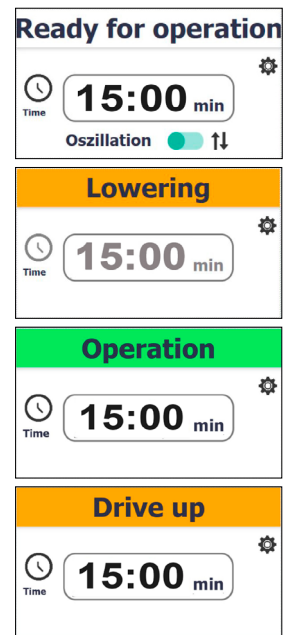 Ready for operation
15:00 min
Time
Oszillation
Lowering
15:00 min
Time
Operation
15:00 min
Time
Drive up
15:00 min
Time